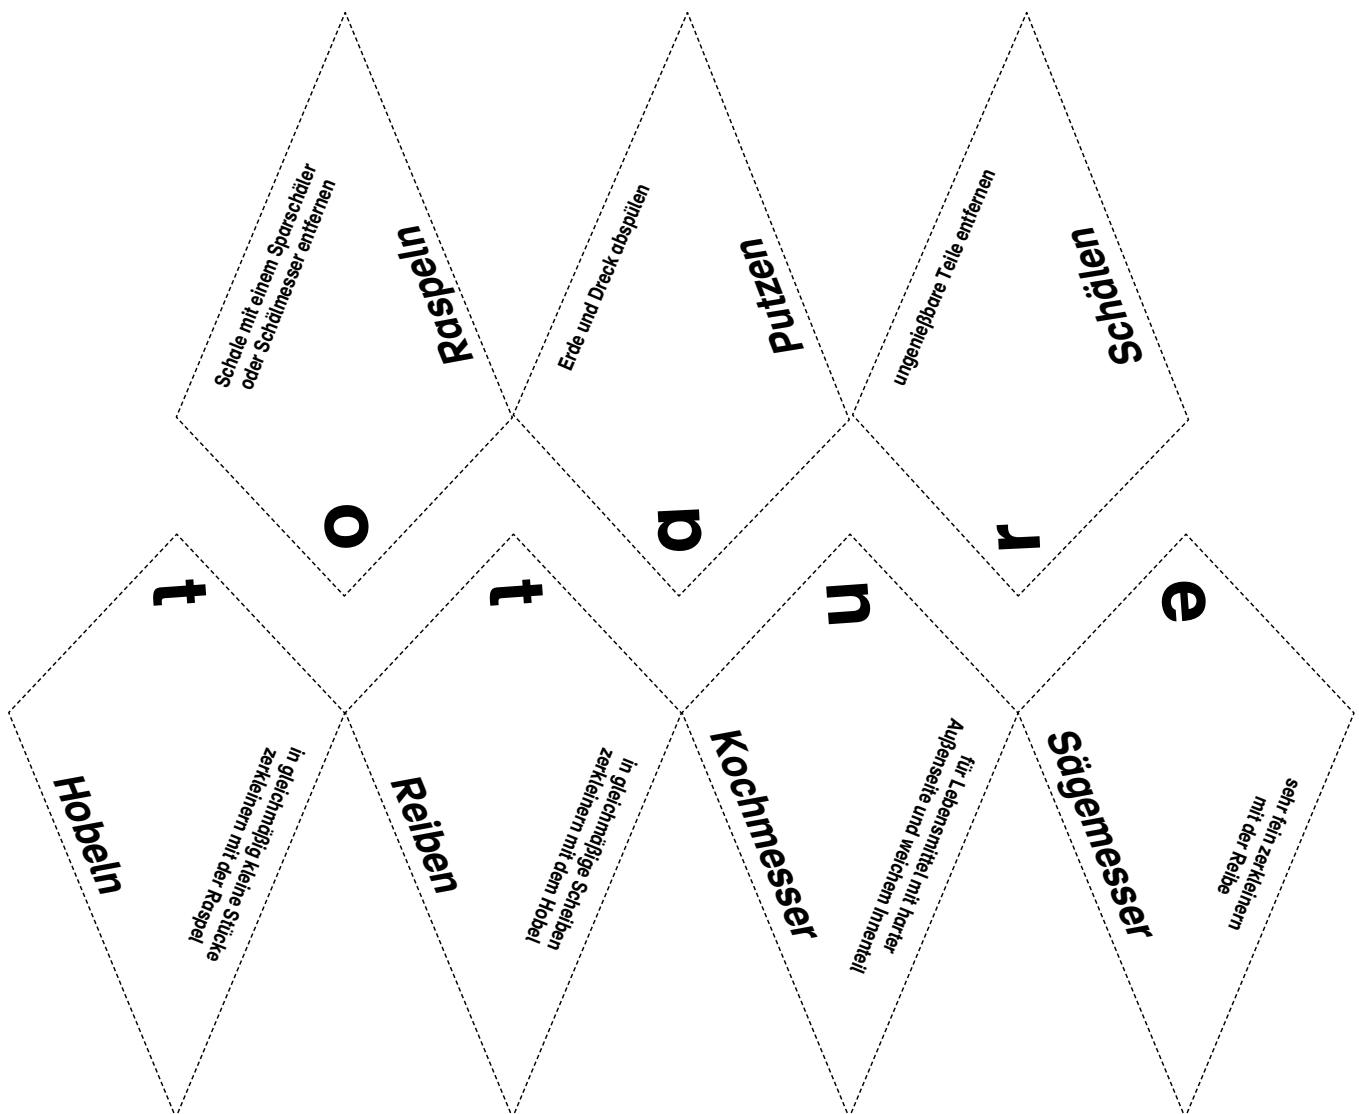 Schale mit einem Sparschäler
oder Schälmesser entfernen
Raspeln
o
Erde und Dreck abspülen
Putzen
a
ungenießbare Teile entfernen
Schälen
r
t
Hobeln
in gleichmäßig kleine Stücke
zerkleinern mit der Raspel
t
Reiben
in gleichmäßige Scheiben
zerkleinern mit dem Hobel
n
Kochmesser
für Lebensmittel mit harter
Außenseite und weichem Innenteil
e
Sägemesser
sehr fein zerkleinern
mit der Reibe